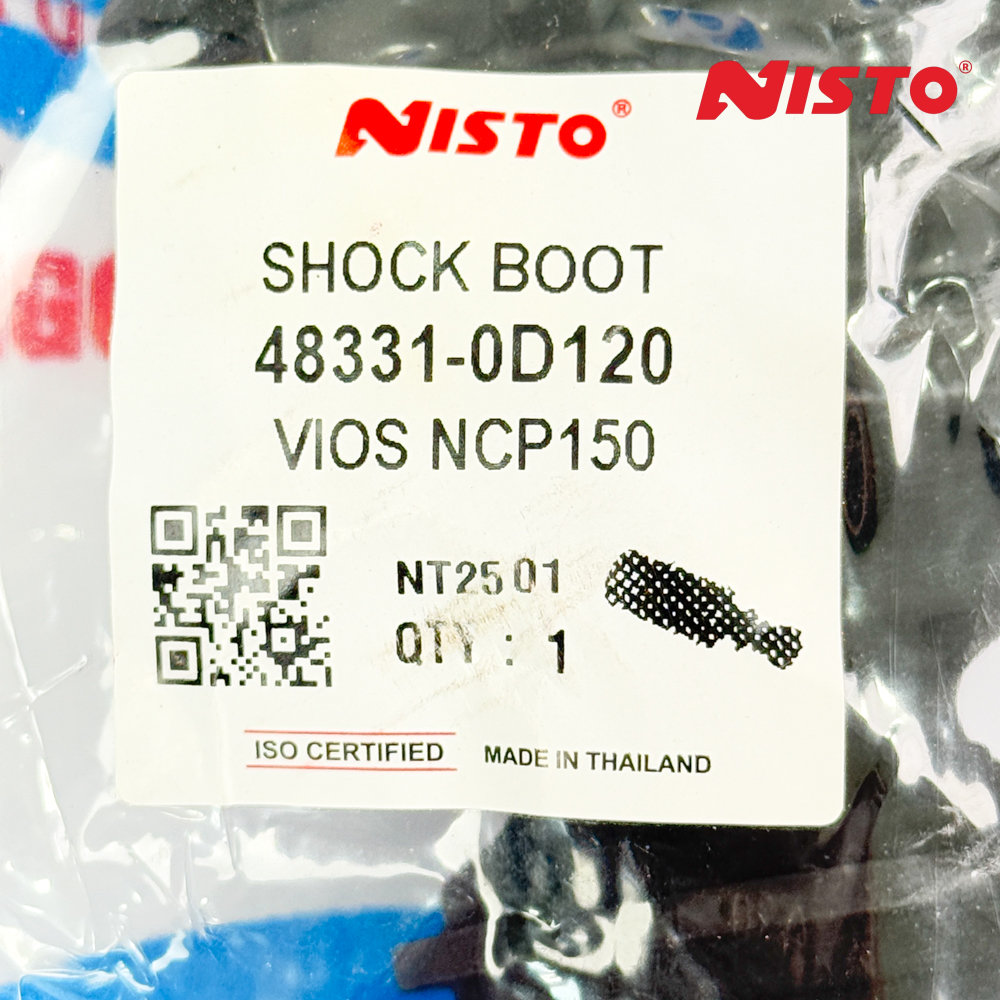 NISTO®
NISTO®
SHOCK BOOT
48331-0D120
VIOS NCP150
NT25 01
QTY : 1
ISO CERTIFIED
MADE IN THAILAND